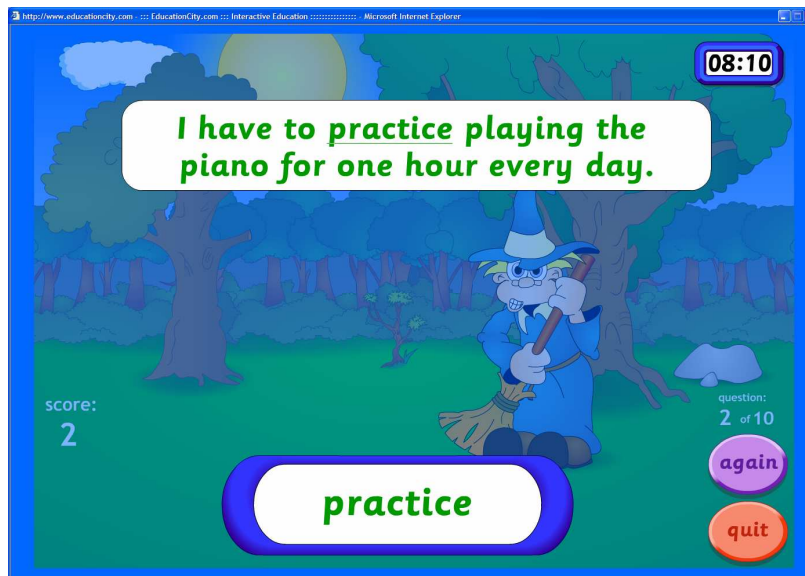 http://www.educationcity.com - ::: EducationCity.com ::: Interactive Education :::::::::::::::: - Microsoft Internet Explorer
08:10
I have to practice playing the
piano for one hour every day.
score:
2
question:
2 of 10
again
practice
quit